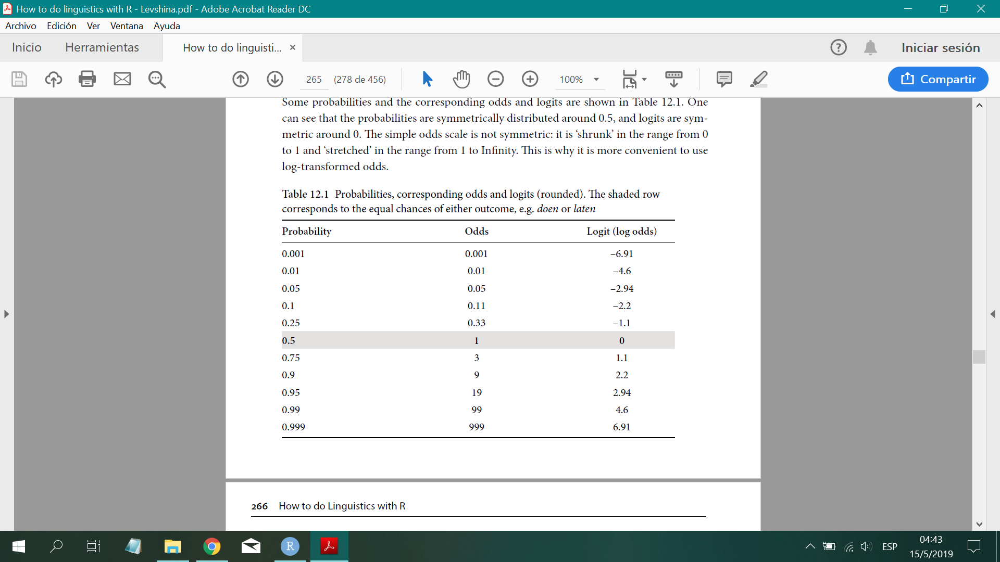 How to do linguistics with R - Levshina.pdf - Adobe Acrobat Reader DC
Archivo Edición Ver Ventana Ayuda
Inicio Herramientas How to do linguisti... × ? Iniciar sesión
265 (278 de 456) 100% Compartir
Some probabilities and the corresponding odds and logits are shown in Table 12.1. One
can see that the probabilities are symmetrically distributed around 0.5, and logits are sym-
metric around 0. The simple odds scale is not symmetric: it is ‘shrunk’ in the range from 0
to 1 and ‘stretched’ in the range from 1 to Infinity. This is why it is more convenient to use
log-transformed odds.
Table 12.1 Probabilities, corresponding odds and logits (rounded). The shaded row
corresponds to the equal chances of either outcome, e.g. doen or laten
Probability Odds Logit (log odds)
0.001 0.001 –6.91
0.01 0.01 –4.6
0.05 0.05 –2.94
0.1 0.11 –2.2
0.25 0.33 –1.1
0.5 1 0
0.75 3 1.1
0.9 9 2.2
0.95 19 2.94
0.99 99 4.6
0.999 999 6.91
266 How to do Linguistics with R
R ESP 04:43
15/5/2019